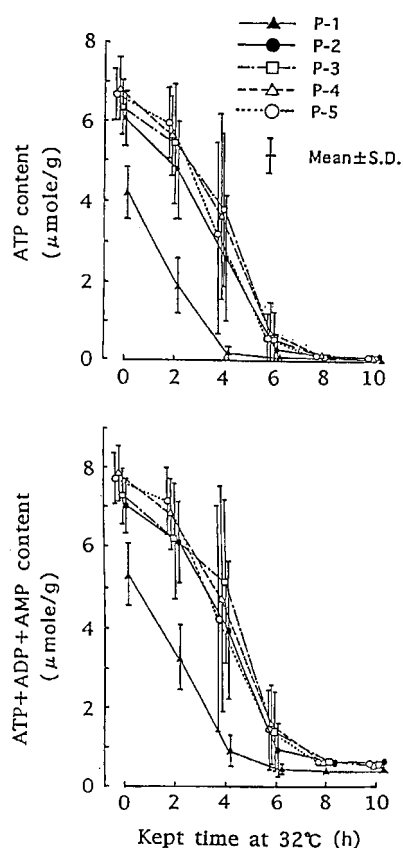 P-1
P-2
P-3
P-4
P-5
Mean±S.D.
ATP content
(μmole/g)
8
6
4
2
0
0 2 4 6 8 10
ATP+ADP+AMP content
(μmole/g)
8
6
4
2
0
0 2 4 6 8 10
Kept time at 32℃ (h)